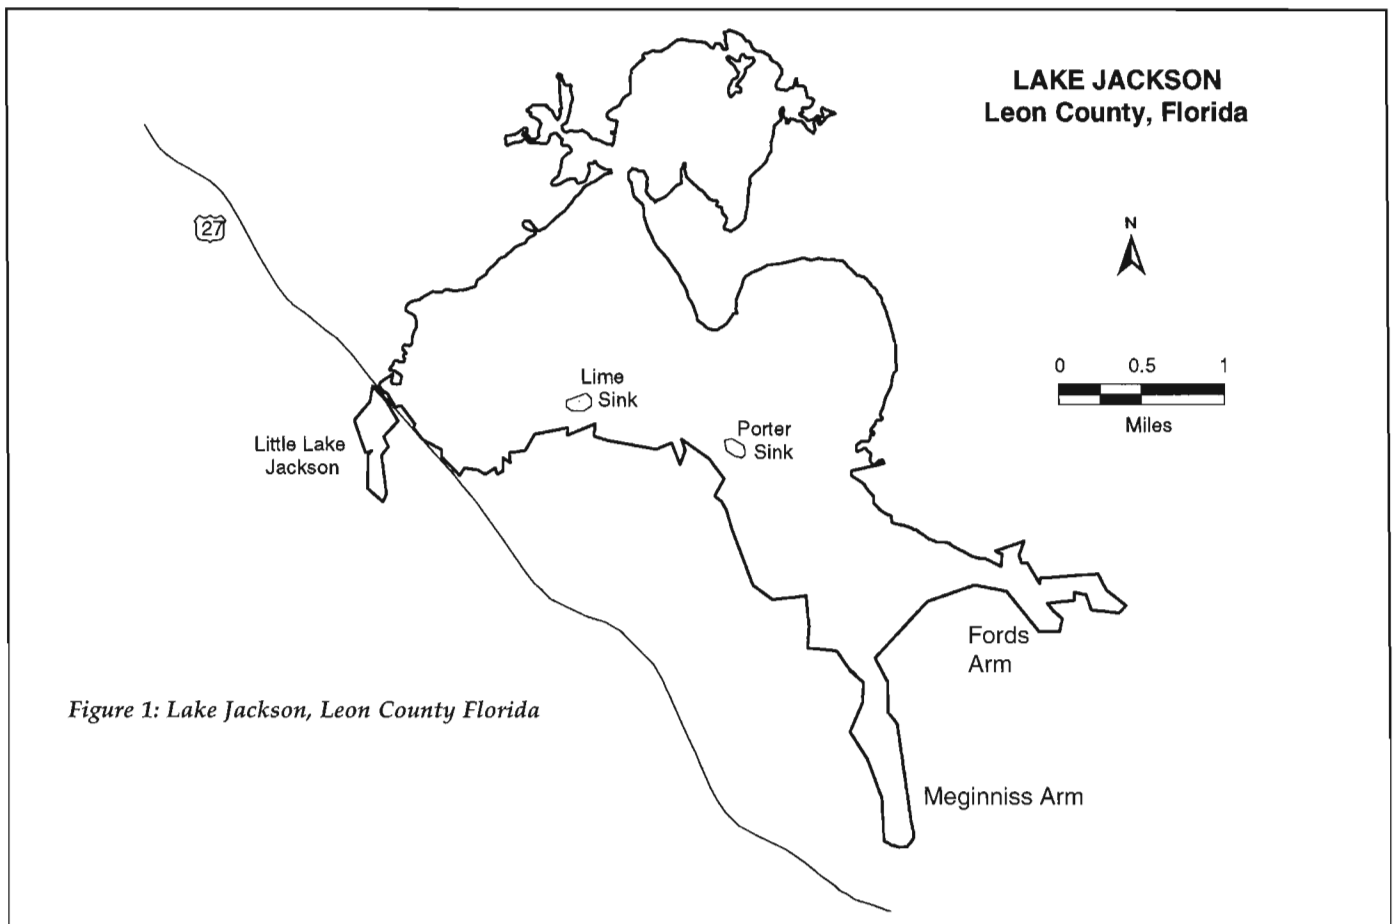 LAKE JACKSON
Leon County, Florida
27
N
0 0.5 1
Miles
Lime
Sink
Porter
Sink
Little Lake
Jackson
Fords
Arm
Figure 1: Lake Jackson, Leon County Florida
Meginniss Arm